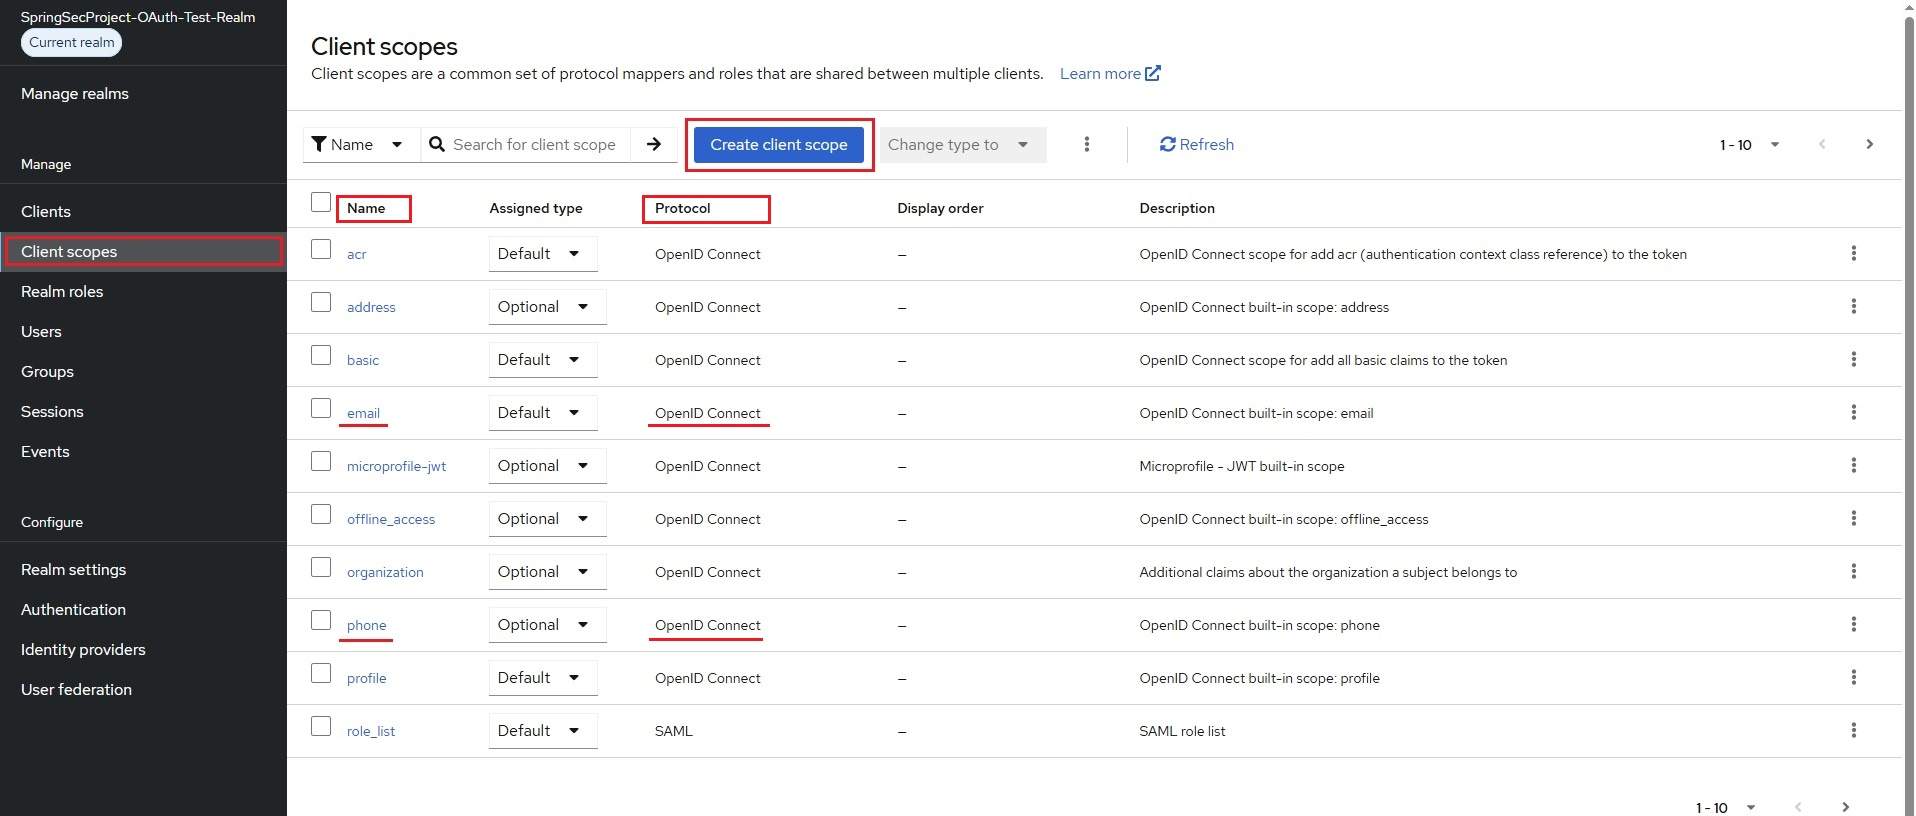 SpringSecProject-OAuth-Test-Realm
Current realm
Manage realms
Manage
Clients
Client scopes
Realm roles
Users
Groups
Sessions
Events
Configure
Realm settings
Authentication
Identity providers
User federation
Client scopes
Client scopes are a common set of protocol mappers and roles that are shared between multiple clients. Learn more
Name Search for client scope Create client scope Change type to Refresh 1 - 10
Name Assigned type Protocol Display order Description
acr Default OpenID Connect – OpenID Connect scope for add acr (authentication context class reference) to the token
address Optional OpenID Connect – OpenID Connect built-in scope: address
basic Default OpenID Connect – OpenID Connect scope for add all basic claims to the token
email Default OpenID Connect – OpenID Connect built-in scope: email
microprofile-jwt Optional OpenID Connect – Microprofile - JWT built-in scope
offline_access Optional OpenID Connect – OpenID Connect built-in scope: offline_access
organization Optional OpenID Connect – Additional claims about the organization a subject belongs to
phone Optional OpenID Connect – OpenID Connect built-in scope: phone
profile Default OpenID Connect – OpenID Connect built-in scope: profile
role_list Default SAML – SAML role list
1 - 10